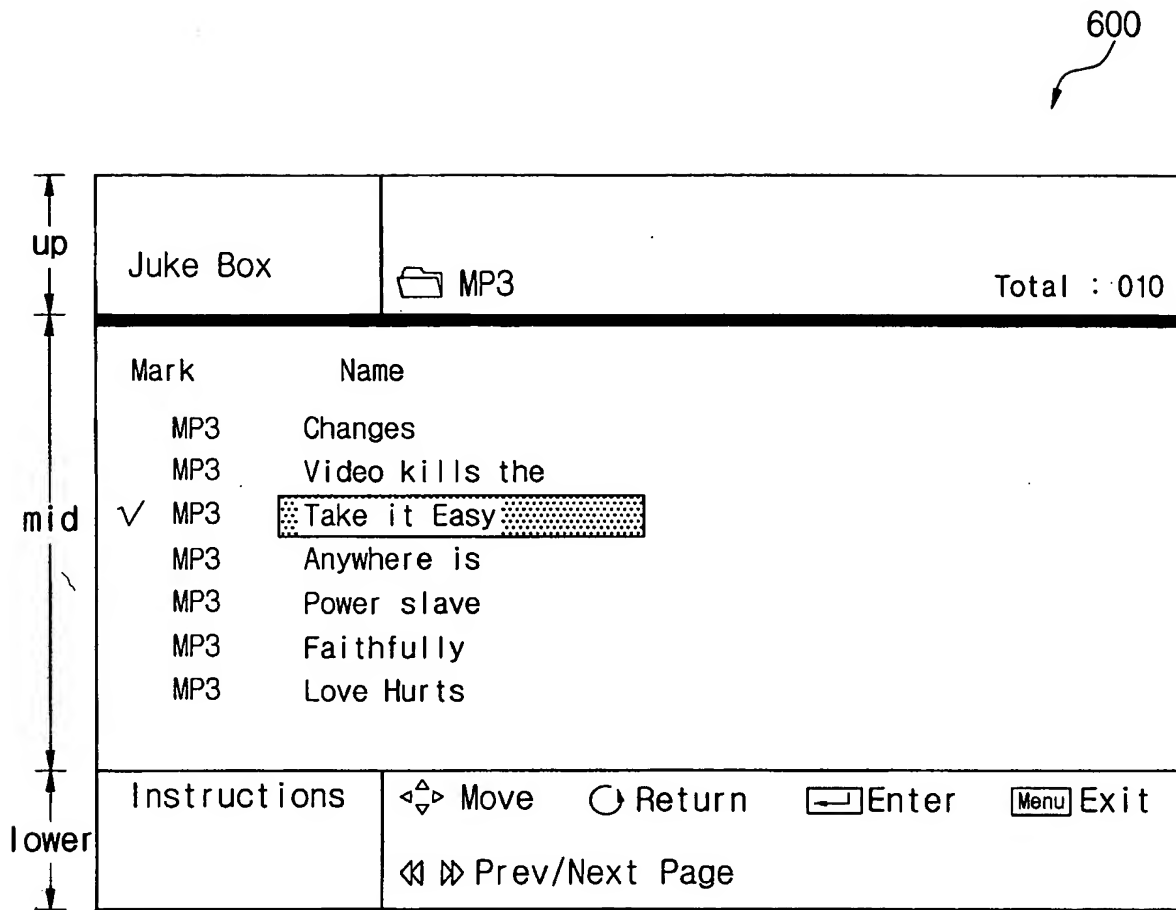 600
up
Juke Box
MP3
Total : 010
mid
Mark Name
MP3 Changes
MP3 Video kills the
√ MP3 Take it Easy
MP3 Anywhere is
MP3 Power slave
MP3 Faithfully
MP3 Love Hurts
lower
Instructions
Move Return Enter Menu Exit
Prev/Next Page